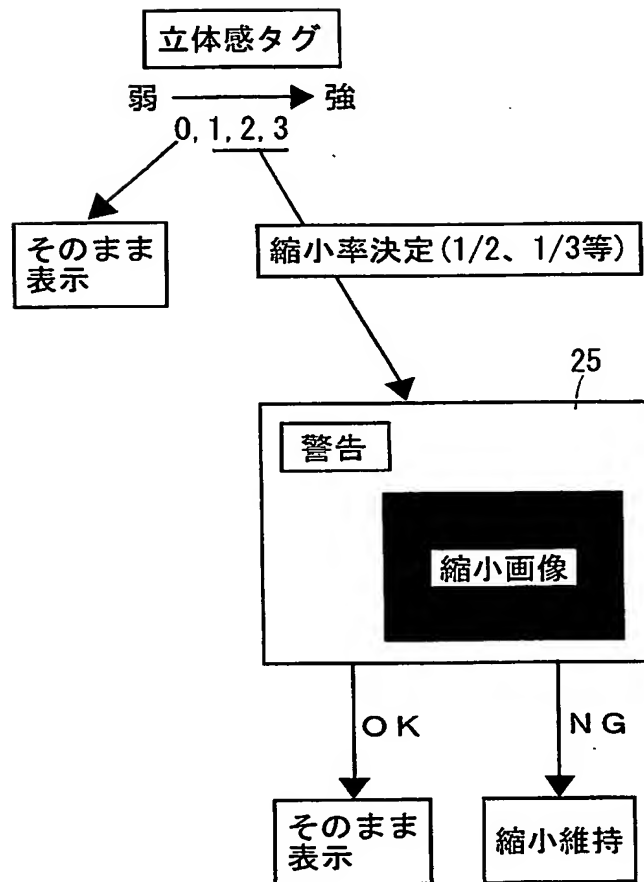 立体感タグ
弱 強
0, 1, 2, 3
そのまま
表示
縮小率決定(1/2、1/3等)
25
警告
縮小画像
OK
NG
そのまま
表示
縮小維持